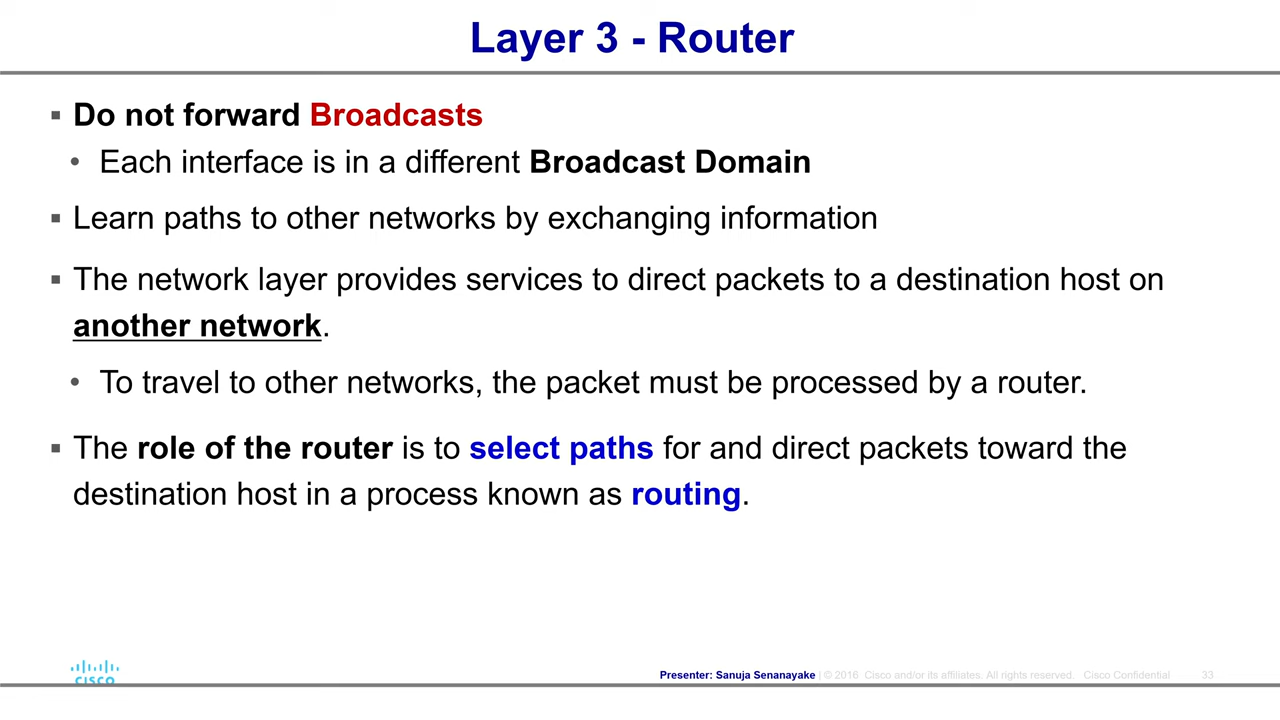 Layer 3 - Router
▪ Do not forward Broadcasts
• Each interface is in a different Broadcast Domain
▪ Learn paths to other networks by exchanging information
▪ The network layer provides services to direct packets to a destination host on
another network.
• To travel to other networks, the packet must be processed by a router.
▪ The role of the router is to select paths for and direct packets toward the
destination host in a process known as routing.
CISCO
Presenter: Sanuja Senanayake | © 2016 Cisco and/or its affiliates. All rights reserved. Cisco Confidential 33